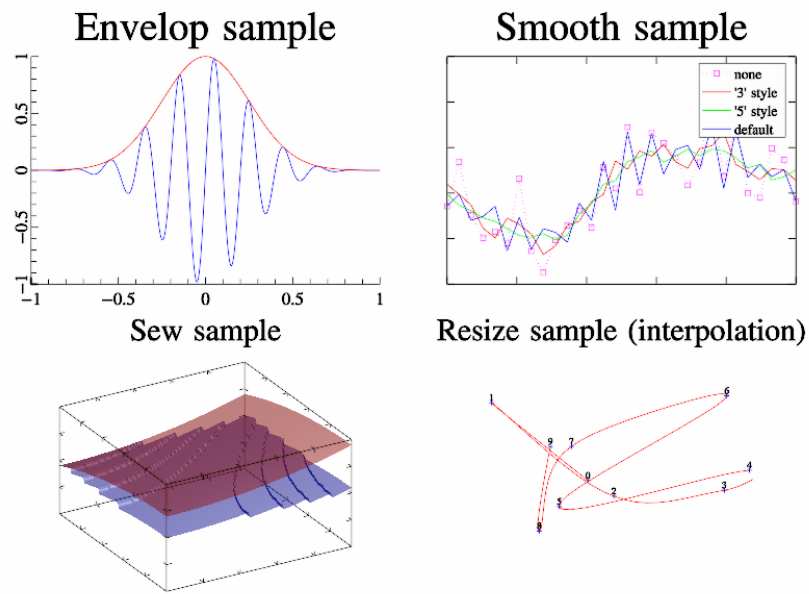 Envelop sample
Smooth sample
1
0.5
0
−0.5
−1
−1
−0.5
0
0.5
1
none
'3' style
'5' style
default
Sew sample
Resize sample (interpolation)
1
6
9
7
4
0
2
3
5
8